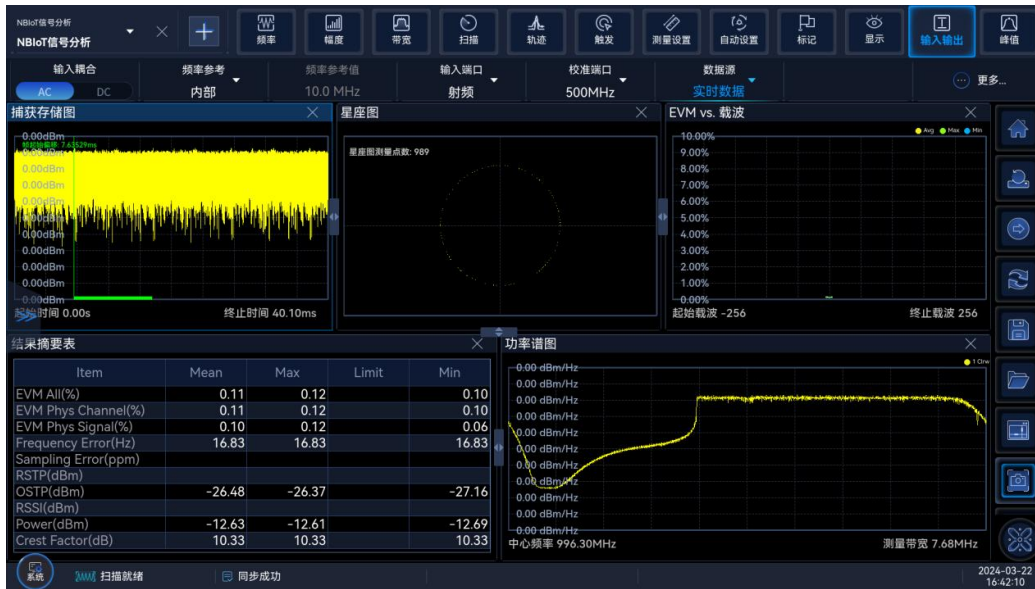 NBIoT信号分析
NBIoT信号分析
频率
幅度
带宽
扫描
轨迹
触发
测量设置
自动设置
标记
显示
输入输出
峰值
输入耦合
AC DC
频率参考
内部
频率参考值
10.0 MHz
输入端口
射频
校准端口
500MHz
数据源
实时数据
更多...
捕获存储图
0.00dBm
帧起始偏移: 7.63529ms
0.00dBm
0.00dBm
0.00dBm
0.00dBm
0.00dBm
0.00dBm
0.00dBm
0.00dBm
0.00dBm
0.00dBm
起始时间 0.00s 终止时间 40.10ms
星座图
星座图测量点数: 989
EVM vs. 载波
Avg Max Min
10.00%
9.00%
8.00%
7.00%
6.00%
5.00%
4.00%
3.00%
2.00%
1.00%
0.00%
起始载波 -256 终止载波 256
结果摘要表
Item Mean Max Limit Min
EVM All(%) 0.11 0.12 0.10
EVM Phys Channel(%) 0.11 0.12 0.10
EVM Phys Signal(%) 0.10 0.12 0.06
Frequency Error(Hz) 16.83 16.83 16.83
Sampling Error(ppm)
RSTP(dBm)
OSTP(dBm) -26.48 -26.37 -27.16
RSSI(dBm)
Power(dBm) -12.63 -12.61 -12.69
Crest Factor(dB) 10.33 10.33 10.33
功率谱图
1 Clrw
0.00 dBm/Hz
0.00 dBm/Hz
0.00 dBm/Hz
0.00 dBm/Hz
0.00 dBm/Hz
0.00 dBm/Hz
0.00 dBm/Hz
0.00 dBm/Hz
0.00 dBm/Hz
0.00 dBm/Hz
0.00 dBm/Hz
中心频率 996.30MHz 测量带宽 7.68MHz
系统
扫描就绪
同步成功
2024-03-22
16:42:10